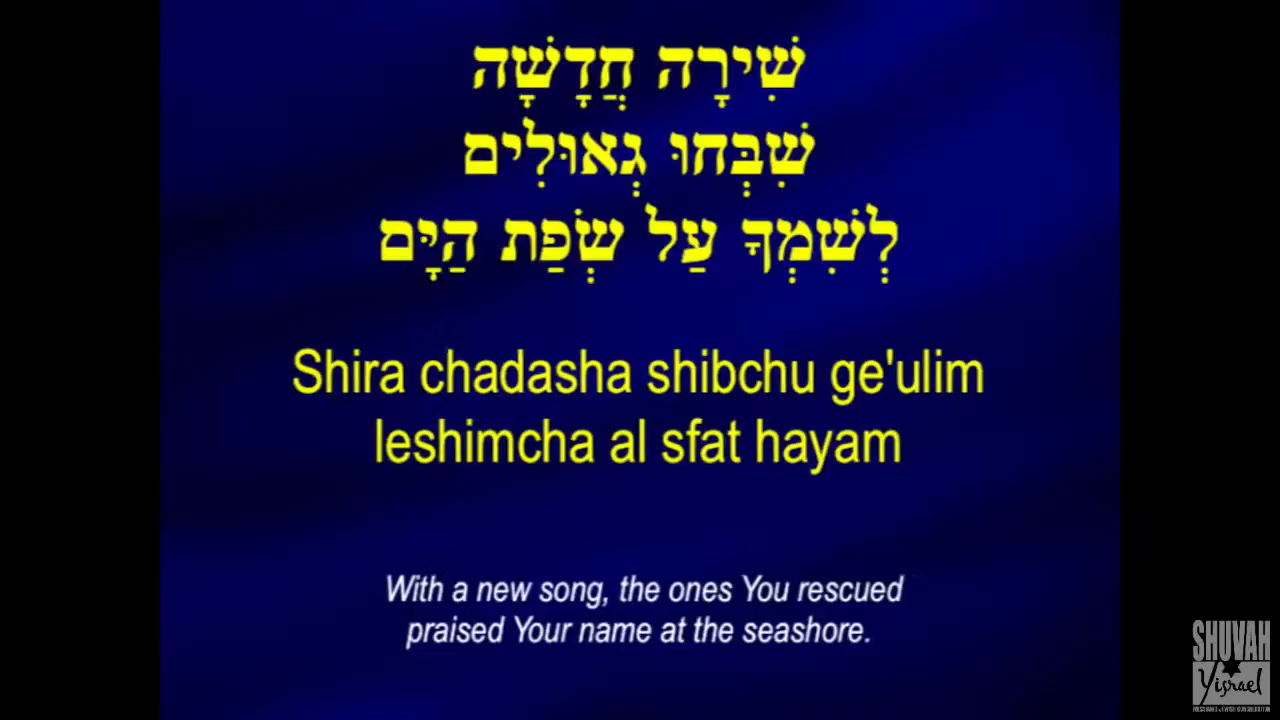 שִׁירָה חֲדָשָׁה
שִׁבְּחוּ גְאוּלִים
לְשִׁמְךָ עַל שְׂפַת הַיָּם
Shira chadasha shibchu ge'ulim
leshimcha al sfat hayam
With a new song, the ones You rescued
praised Your name at the seashore.
SHUVAH
Yisrael